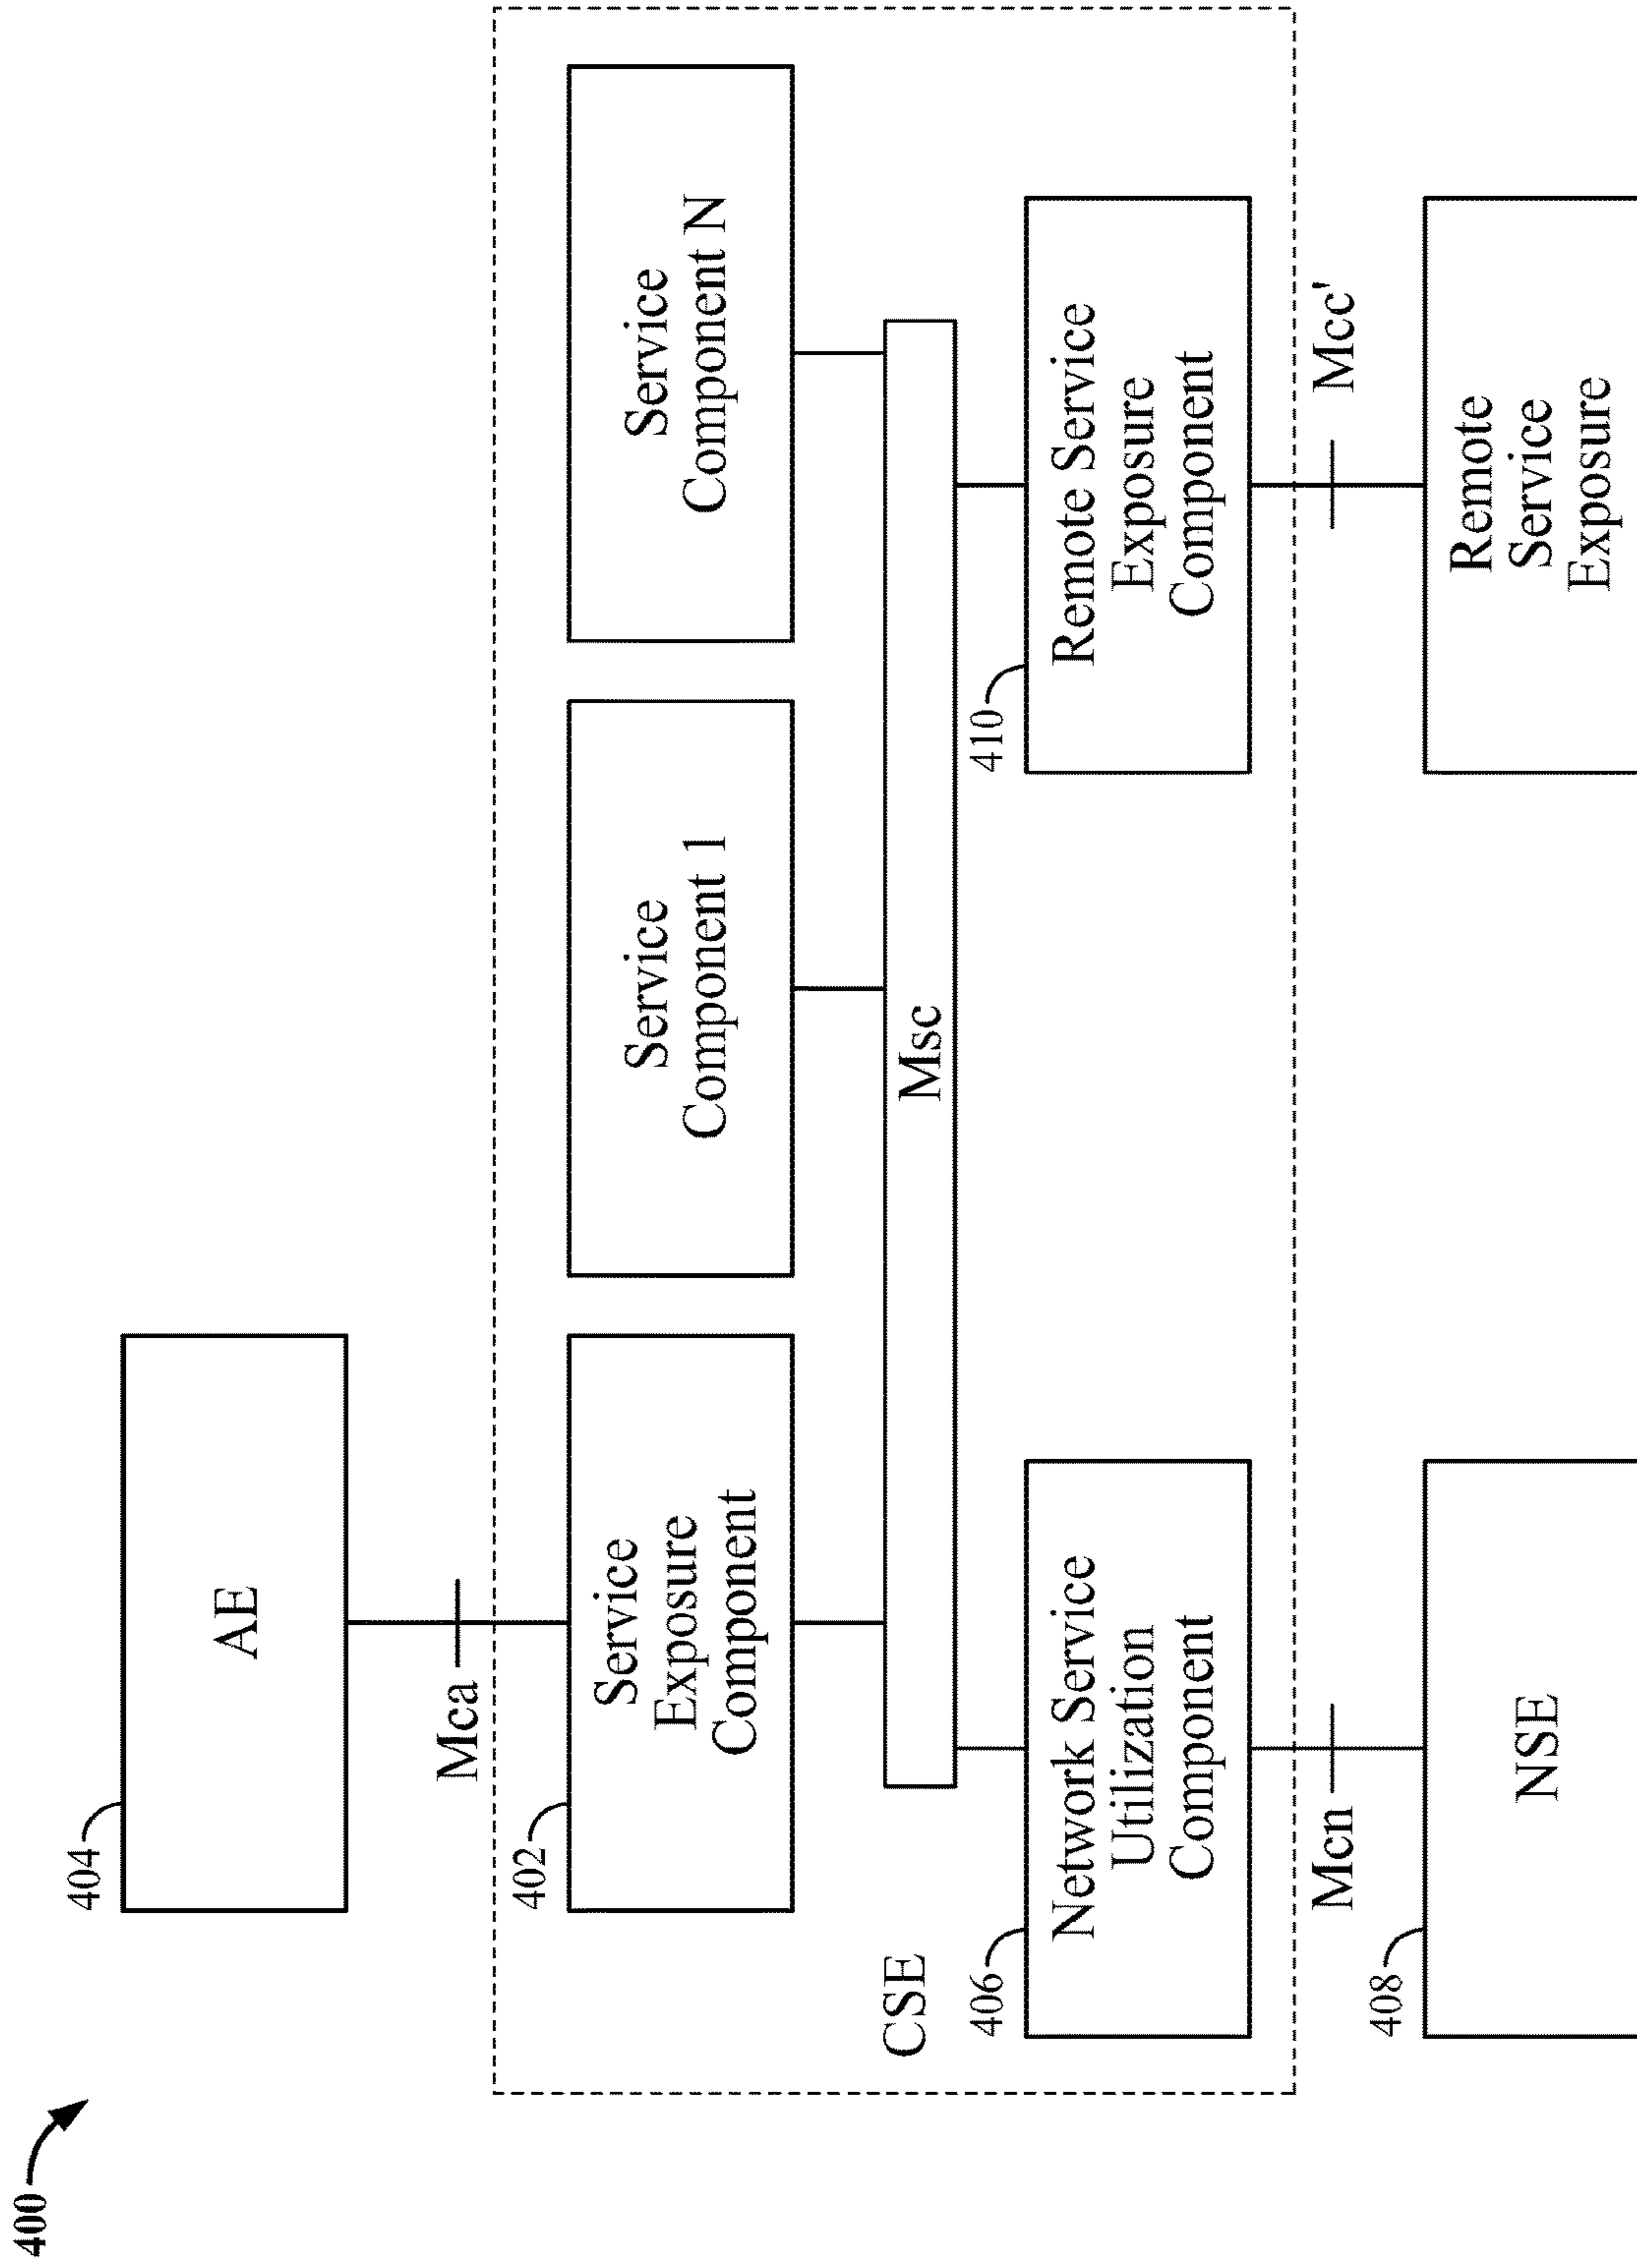 400
404
AE
Mca
402
Service
Exposure
Component
Service
Component 1
Service
Component N
Msc
CSE
406
Network Service
Utilization
Component
410
Remote Service
Exposure
Component
Mcn
Mcc'
408
NSE
Remote
Service
Exposure